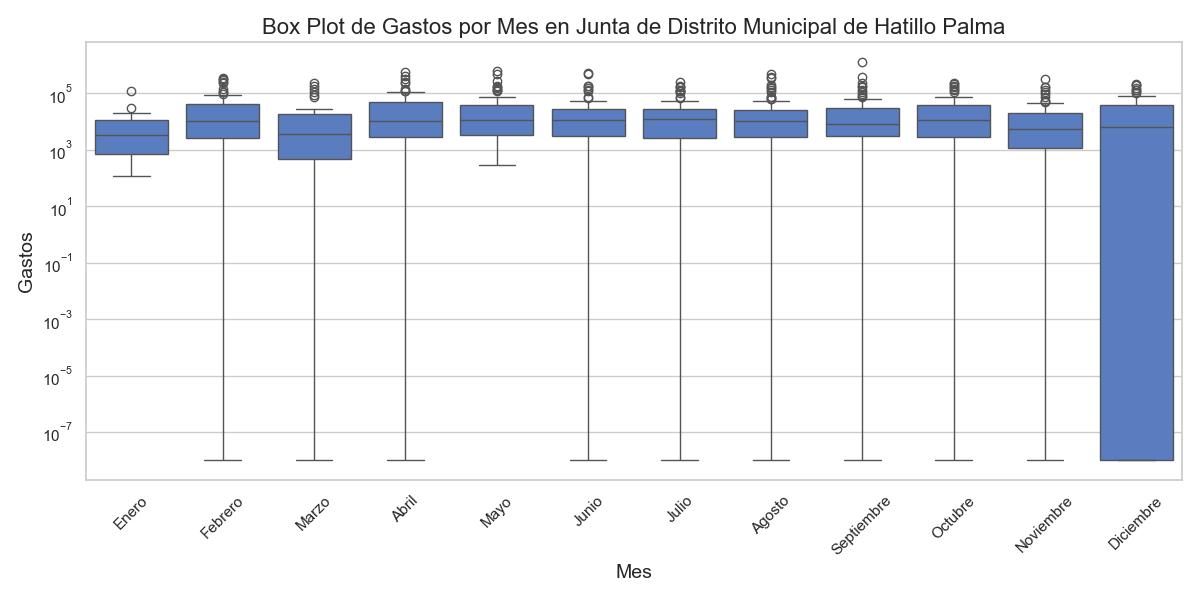 Box Plot de Gastos por Mes en Junta de Distrito Municipal de Hatillo Palma
Gastos
10^5
10^3
10^1
10^−1
10^−3
10^−5
10^−7
Enero
Febrero
Marzo
Abril
Mayo
Junio
Julio
Agosto
Septiembre
Octubre
Noviembre
Diciembre
Mes